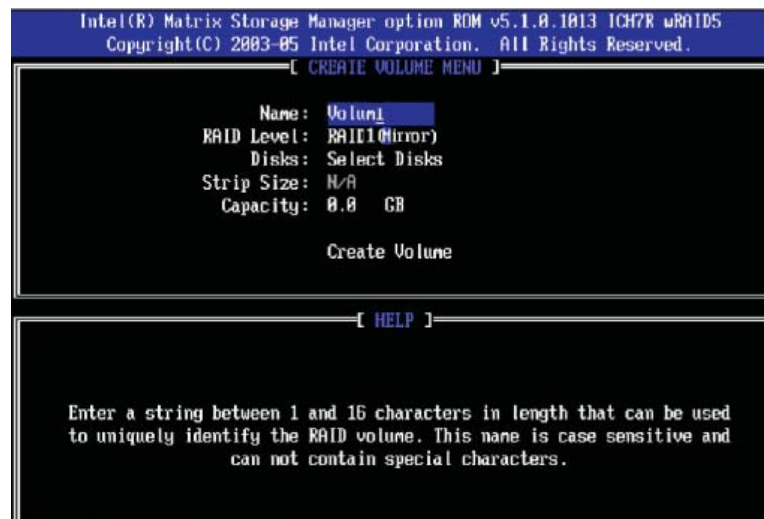 Intel(R) Matrix Storage Manager option ROM v5.1.0.1013 ICH7R wRAID5
Copyright(C) 2003-05 Intel Corporation. All Rights Reserved.
[ CREATE VOLUME MENU ]
Name: Volum1
RAID Level: RAID1(Mirror)
Disks: Select Disks
Strip Size: N/A
Capacity: 0.0 GB
Create Volume
[ HELP ]
Enter a string between 1 and 16 characters in length that can be used
to uniquely identify the RAID volume. This name is case sensitive and
can not contain special characters.